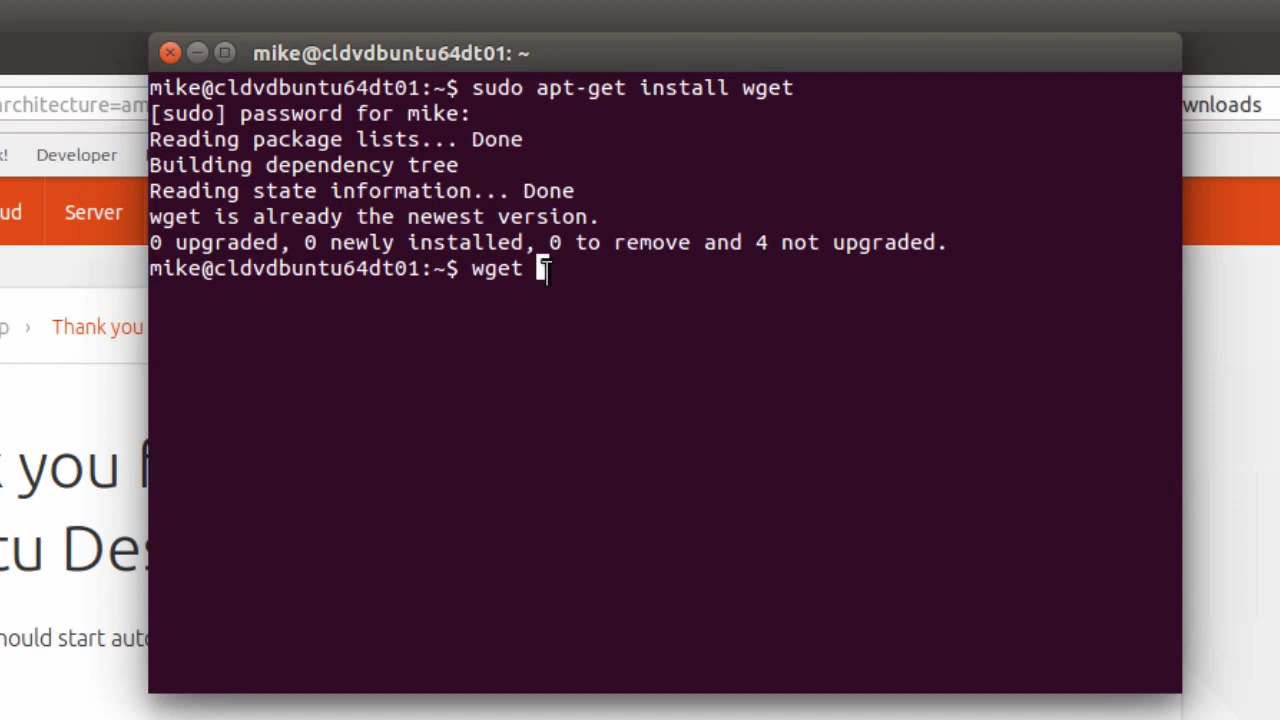 mike@cldvdbuntu64dt01: ~
mike@cldvdbuntu64dt01:~$ sudo apt-get install wget
[sudo] password for mike:
Reading package lists... Done
Building dependency tree
Reading state information... Done
wget is already the newest version.
0 upgraded, 0 newly installed, 0 to remove and 4 not upgraded.
mike@cldvdbuntu64dt01:~$ wget
architecture=am
wnloads
Developer
Server
› Thank you
you
tu Des
hould start auto